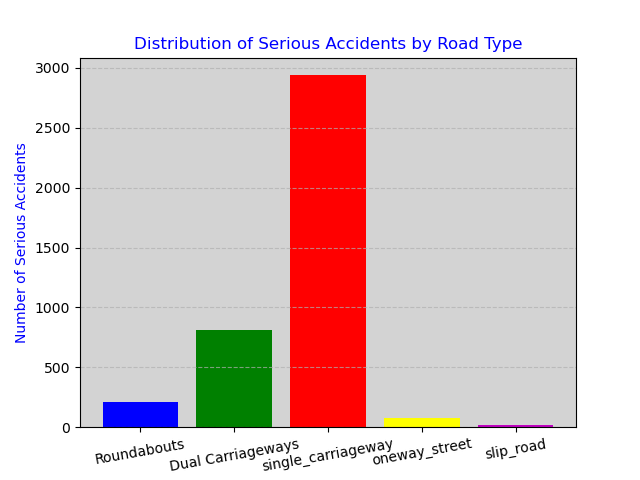 Distribution of Serious Accidents by Road Type
Number of Serious Accidents
3000
2500
2000
1500
1000
500
0
Roundabouts
Dual Carriageways
single_carriageway
oneway_street
slip_road